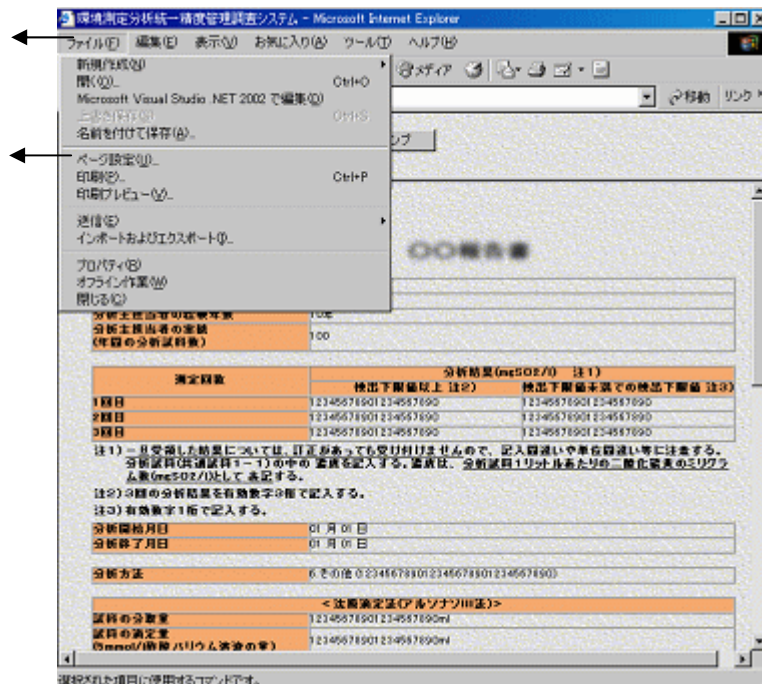 環境測定分析統一精度管理調査システム - Microsoft Internet Explorer
ファイル(F) 編集(E) 表示(V) お気に入り(A) ツール(T) ヘルプ(H)
新規作成(N)
開く(O)... Ctrl+O
Microsoft Visual Studio .NET 2002 で編集(D)
上書き保存(S) Ctrl+S
名前を付けて保存(A)...
ページ設定(U)...
印刷(P)... Ctrl+P
印刷プレビュー(V)...
送信(E)
インポートおよびエクスポート(I)...
プロパティ(R)
オフライン作業(W)
閉じる(C)
メディア
移動 リンク
〇〇報告書
分析主担当者の経験年数 10年
分析主担当者の実績
(年間の分析試料数) 100
測定回数 分析結果(mgSO2/l) 注1)
検出下限値以上 注2) 検出下限値未満での検出下限値 注3)
1回目 12345678901234567890 12345678901234567890
2回目 12345678901234567890 12345678901234567890
3回目 12345678901234567890 12345678901234567890
注1) 一旦受領した結果については、訂正があっても受け付けませんので、記入間違いや単位間違い等に注意する。
分析試料(共通試料1-1)の中の 濃度を記入する。濃度は、分析試料1リットルあたりの二酸化硫黄のミリグラ
ム数(mgSO2/l)として 表記する。
注2) 3回の分析結果を有効数字3桁で記入する。
注3) 有効数字1桁で記入する。
分析開始月日 01 月 01 日
分析終了月日 01 月 01 日
分析方法 6.その他 (123456789012345678901234567890)
<沈殿滴定法(アルセナゾIII法)>
試料の分取量 12345678901234567890ml
試料の滴定量
(5mmol/l酢酸バリウム溶液の量) 12345678901234567890ml
選択された項目に使用するコマンドです。